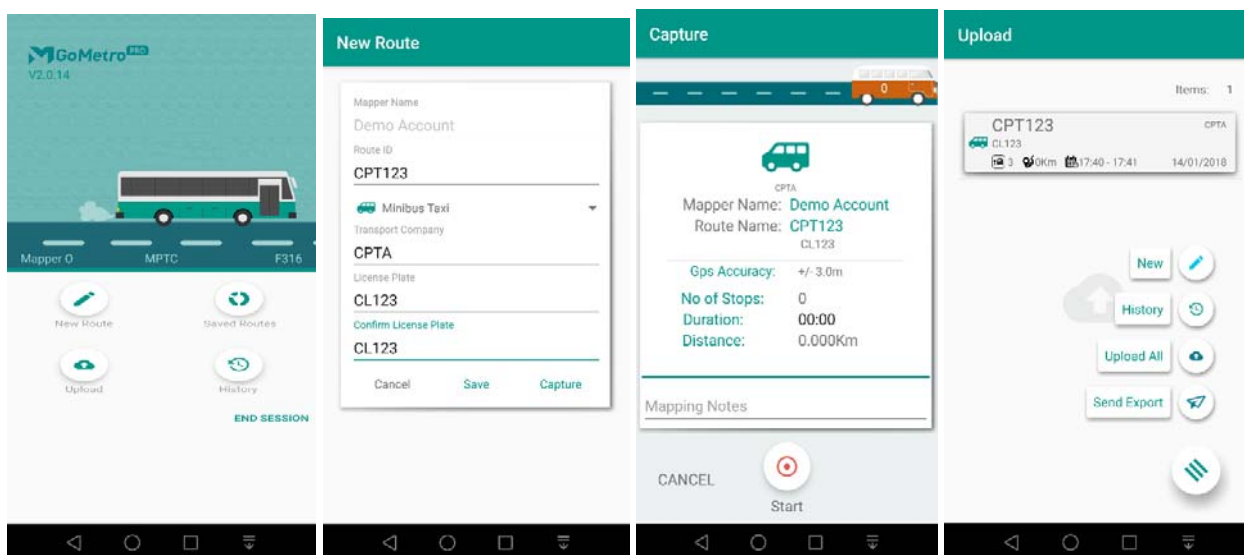 GoMetro PRO
V2.0.14
Mapper 0 MPTC F316
New Route Saved Routes
Upload History
END SESSION
New Route
Mapper Name
Demo Account
Route ID
CPT123
Minibus Taxi
Transport Company
CPTA
License Plate
CL123
Confirm License Plate
CL123
Cancel Save Capture
Capture
0
CPTA
Mapper Name: Demo Account
Route Name: CPT123
CL123
Gps Accuracy: +/- 3.0m
No of Stops: 0
Duration: 00:00
Distance: 0.000Km
Mapping Notes
CANCEL
Start
Upload
Items: 1
CPT123 CPTA
CL123
3 0Km 17:40 - 17:41 14/01/2018
New
History
Upload All
Send Export